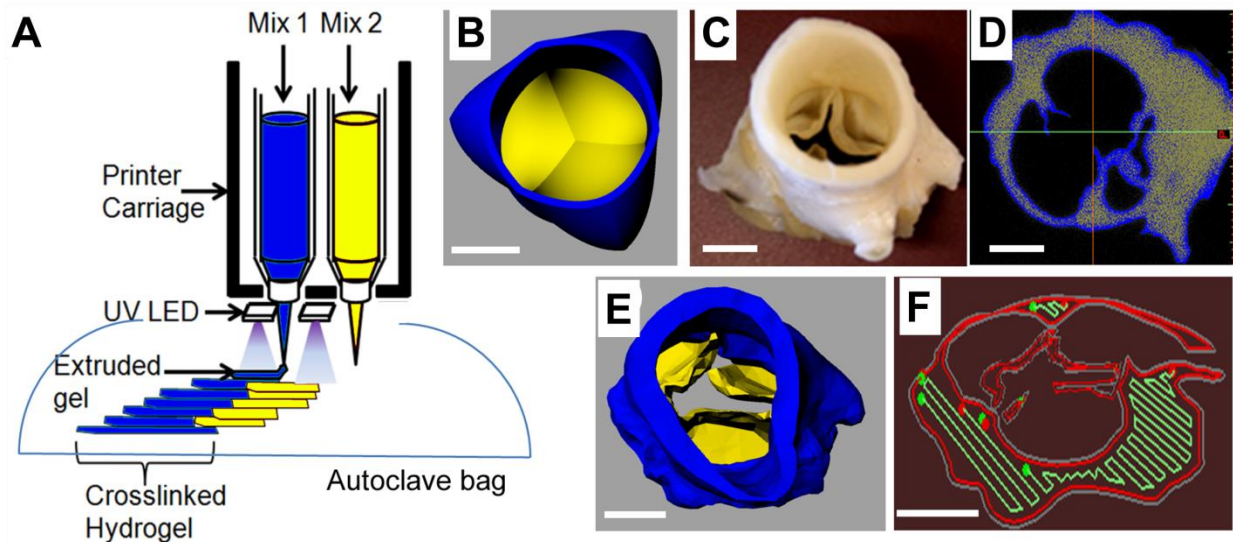 A
Mix 1 Mix 2
Printer
Carriage
UV LED
Extruded
gel
Autoclave bag
Crosslinked
Hydrogel
B
C
D
E
F